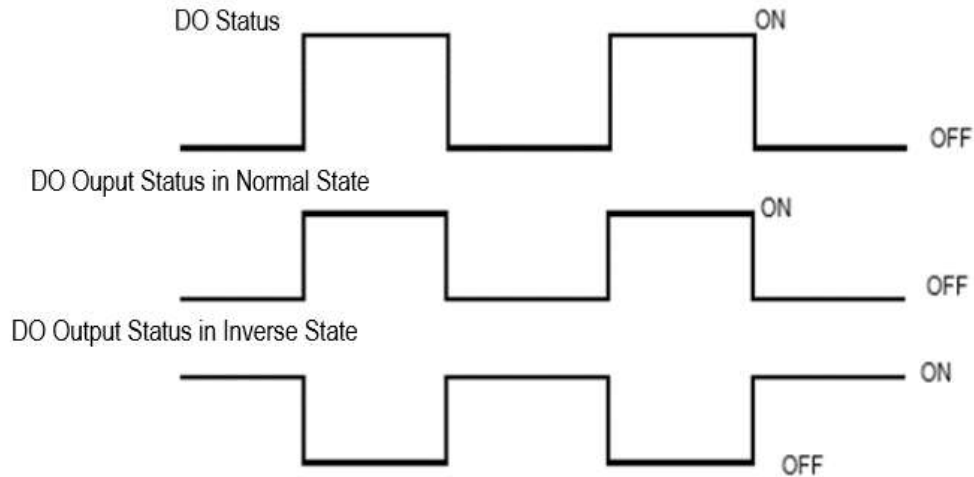 DO Status
ON
OFF
DO Ouput Status in Normal State
ON
OFF
DO Output Status in Inverse State
ON
OFF